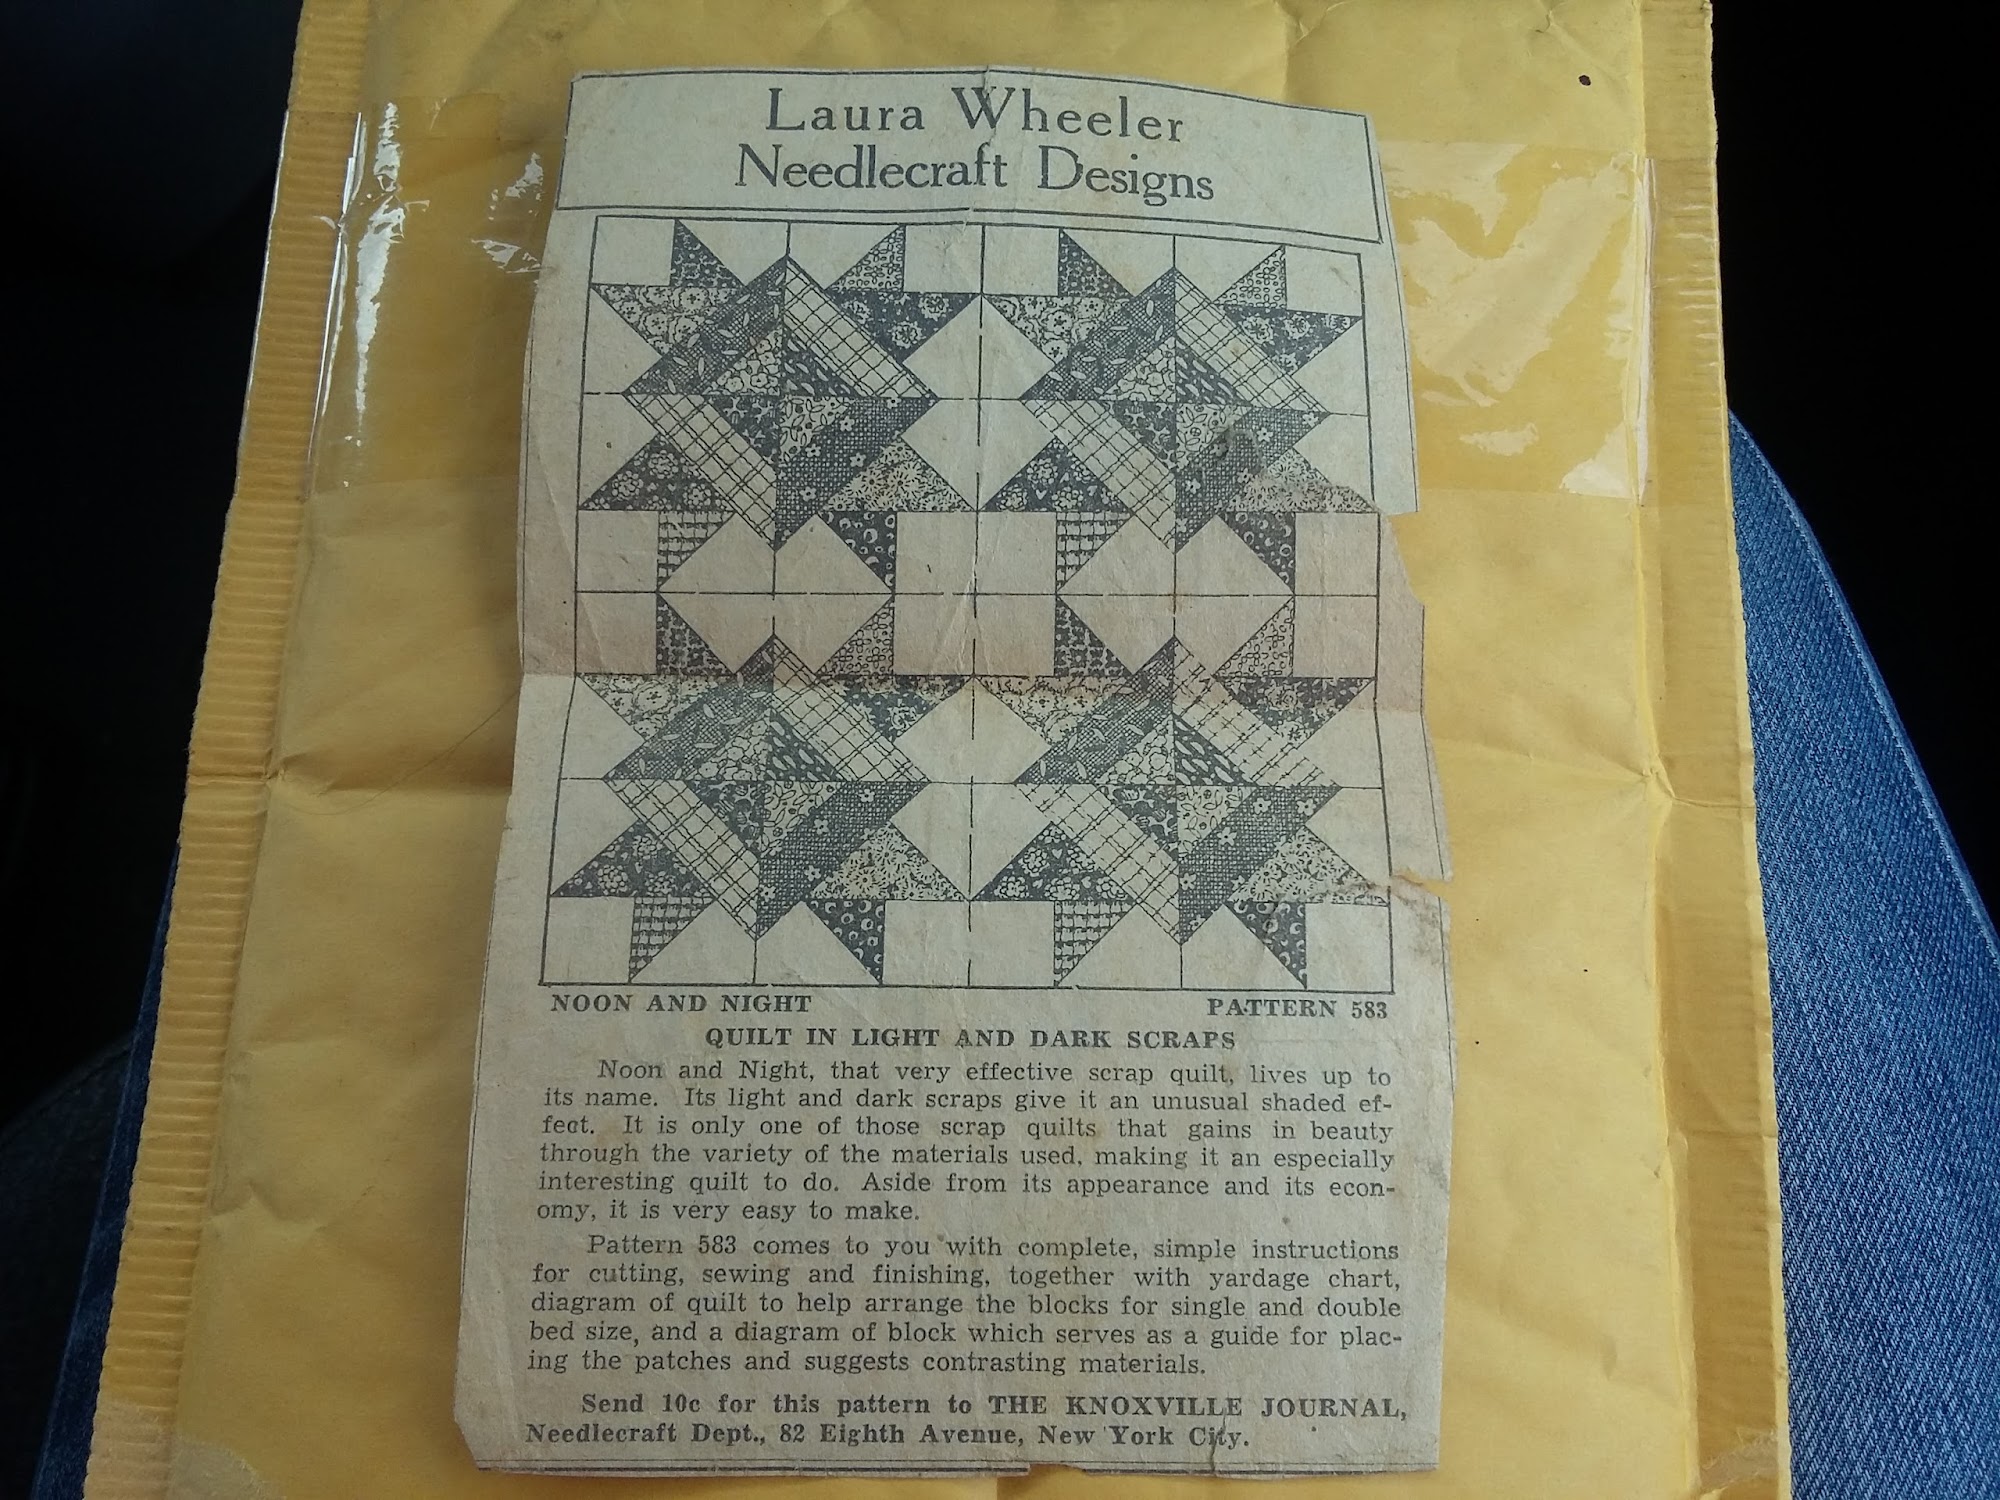 Laura Wheeler
Needlecraft Designs
NOON AND NIGHT PATTERN 583
QUILT IN LIGHT AND DARK SCRAPS
Noon and Night, that very effective scrap quilt, lives up to
its name. Its light and dark scraps give it an unusual shaded ef-
fect. It is only one of those scrap quilts that gains in beauty
through the variety of the materials used, making it an especially
interesting quilt to do. Aside from its appearance and its econ-
omy, it is very easy to make.
Pattern 583 comes to you with complete, simple instructions
for cutting, sewing and finishing, together with yardage chart,
diagram of quilt to help arrange the blocks for single and double
bed size, and a diagram of block which serves as a guide for plac-
ing the patches and suggests contrasting materials.
Send 10c for this pattern to THE KNOXVILLE JOURNAL,
Needlecraft Dept., 82 Eighth Avenue, New York City.